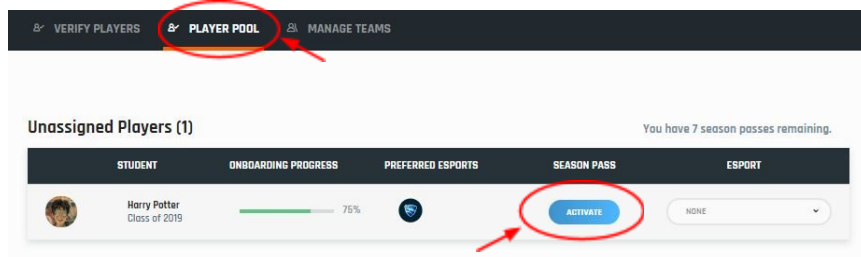 VERIFY PLAYERS PLAYER POOL MANAGE TEAMS
Unassigned Players (1) You have 7 season passes remaining.
STUDENT ONBOARDING PROGRESS PREFERRED ESPORTS SEASON PASS ESPORT
Harry Potter
Class of 2019 75% ACTIVATE NONE